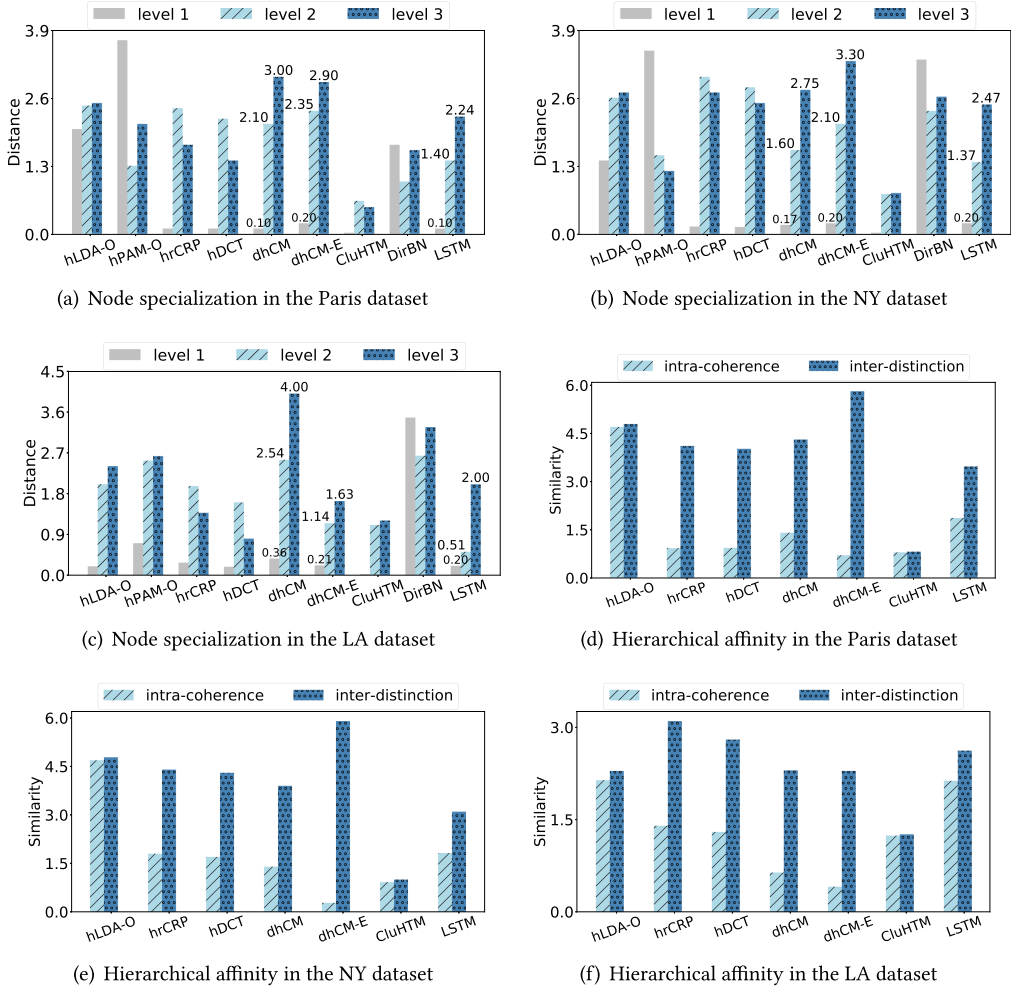 level 1 level 2 level 3
3.9
2.6
1.3
0.0
Distance
0.10
2.10
3.00
0.20
2.35
2.90
0.10
1.40
2.24
hLDA-O hPAM-O hrCRP hDCT dhCM dhCM-E CluHTM DirBN LSTM
(a) Node specialization in the Paris dataset
level 1 level 2 level 3
3.9
2.6
1.3
0.0
Distance
0.17
1.60
2.75
0.20
2.10
3.30
0.20
1.37
2.47
hLDA-O hPAM-O hrCRP hDCT dhCM dhCM-E CluHTM DirBN LSTM
(b) Node specialization in the NY dataset
level 1 level 2 level 3
4.5
3.6
2.7
1.8
0.9
0.0
Distance
0.36
2.54
4.00
0.21
1.14
1.63
0.20
0.51
2.00
hLDA-O hPAM-O hrCRP hDCT dhCM dhCM-E CluHTM DirBN LSTM
(c) Node specialization in the LA dataset
intra-coherence inter-distinction
6.0
4.5
3.0
1.5
0.0
Similarity
hLDA-O hrCRP hDCT dhCM dhCM-E CluHTM LSTM
(d) Hierarchical affinity in the Paris dataset
intra-coherence inter-distinction
6.0
4.5
3.0
1.5
0.0
Similarity
hLDA-O hrCRP hDCT dhCM dhCM-E CluHTM LSTM
(e) Hierarchical affinity in the NY dataset
intra-coherence inter-distinction
3.0
1.5
0.0
Similarity
hLDA-O hrCRP hDCT dhCM dhCM-E CluHTM LSTM
(f) Hierarchical affinity in the LA dataset